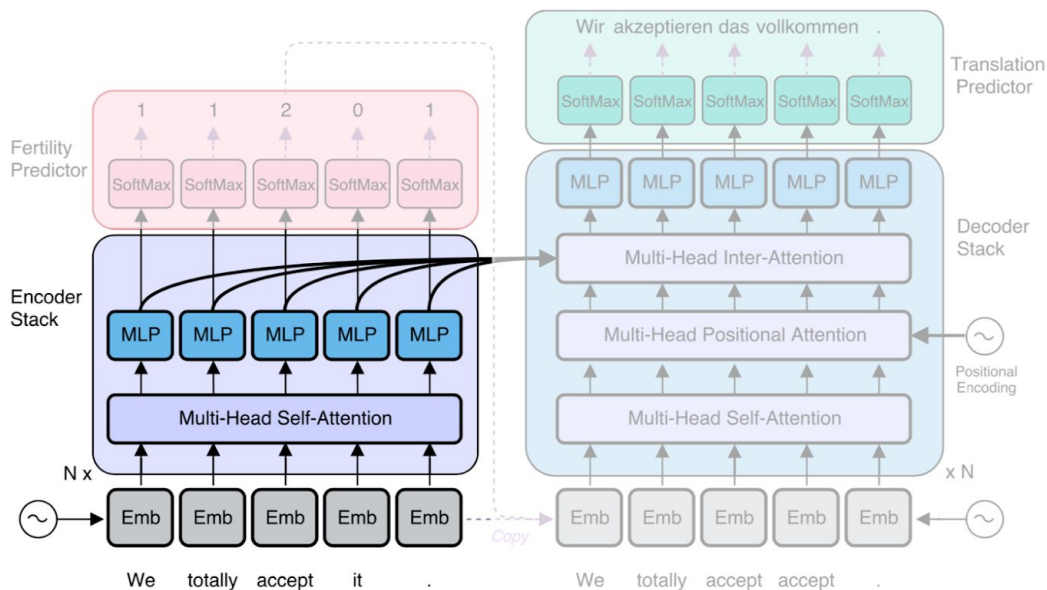 Wir akzeptieren das vollkommen .
Translation
Predictor
SoftMax SoftMax SoftMax SoftMax SoftMax
1 1 2 0 1
Fertility
Predictor
SoftMax SoftMax SoftMax SoftMax SoftMax
MLP MLP MLP MLP MLP
Decoder
Stack
Multi-Head Inter-Attention
Encoder
Stack
MLP MLP MLP MLP MLP
Multi-Head Positional Attention
Positional
Encoding
Multi-Head Self-Attention
Multi-Head Self-Attention
N x
x N
Emb Emb Emb Emb Emb
Copy
Emb Emb Emb Emb Emb
We totally accept it .
We totally accept accept .